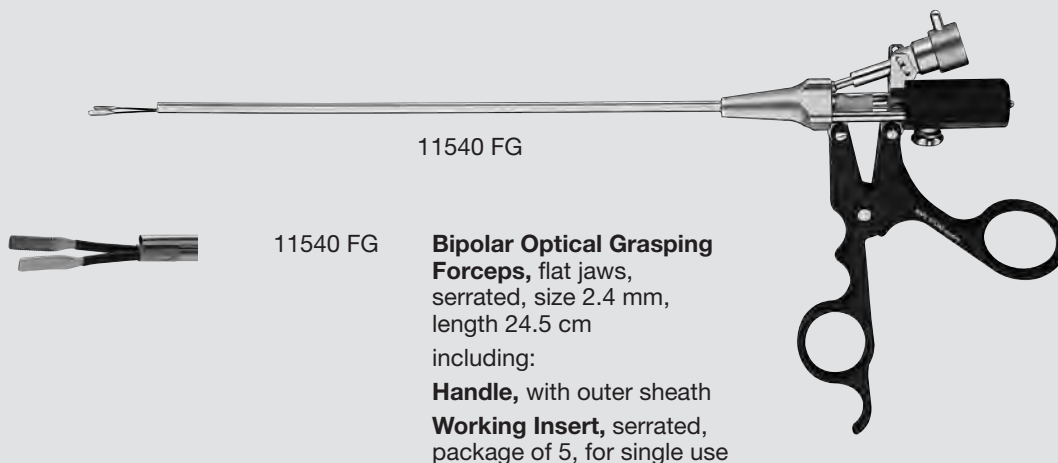 11540 FG
11540 FG
Bipolar Optical Grasping
Forceps, flat jaws,
serrated, size 2.4 mm,
length 24.5 cm
including:
Handle, with outer sheath
Working Insert, serrated,
package of 5, for single use